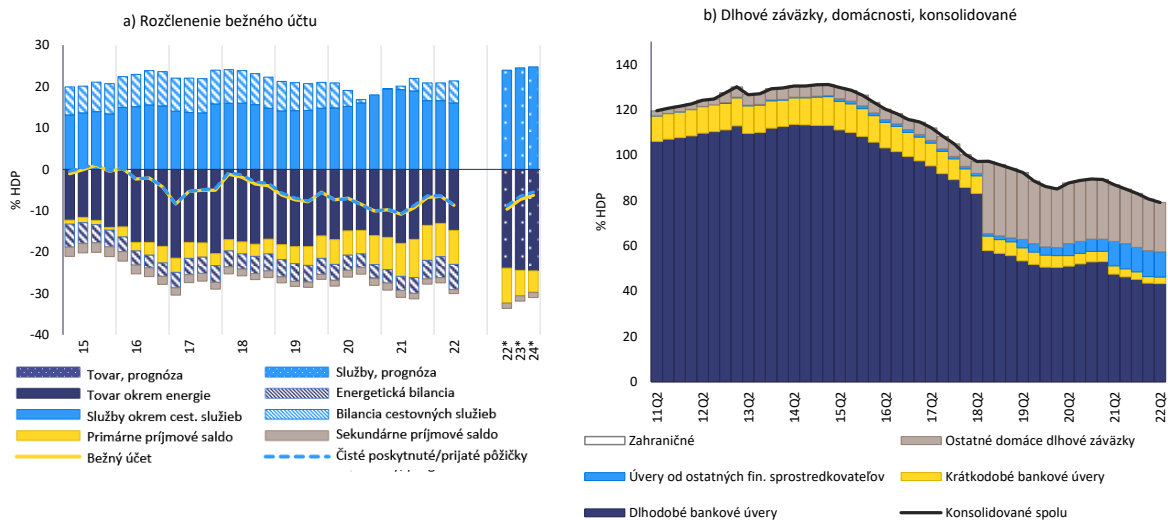 a) Rozčlenenie bežného účtu
% HDP
30
20
10
0
-10
-20
-30
-40
15
16
17
18
19
20
21
22
22*
23*
24*
Tovar, prognóza
Služby, prognóza
Tovar okrem energie
Energetická bilancia
Služby okrem cest. služieb
Bilancia cestovných služieb
Primárne príjmové saldo
Sekundárne príjmové saldo
Bežný účet
Čisté poskytnuté/prijaté pôžičky
b) Dlhové záväzky, domácnosti, konsolidované
% HDP
140
120
100
80
60
40
20
0
11Q2
12Q2
13Q2
14Q2
15Q2
16Q2
17Q2
18Q2
19Q2
20Q2
21Q2
22Q2
Zahraničné
Ostatné domáce dlhové záväzky
Úvery od ostatných fin. sprostredkovateľov
Krátkodobé bankové úvery
Dlhodobé bankové úvery
Konsolidované spolu